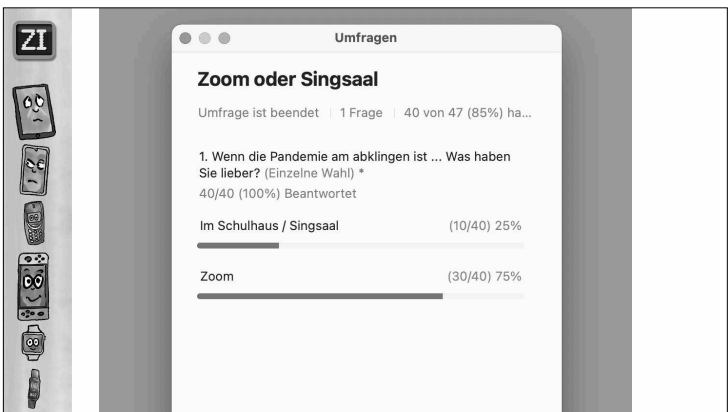 ZI
Umfragen
Zoom oder Singsaal
Umfrage ist beendet | 1 Frage | 40 von 47 (85%) ha...
1. Wenn die Pandemie am abklingen ist ... Was haben
Sie lieber? (Einzelne Wahl) *
40/40 (100%) Beantwortet
Im Schulhaus / Singsaal (10/40) 25%
Zoom (30/40) 75%